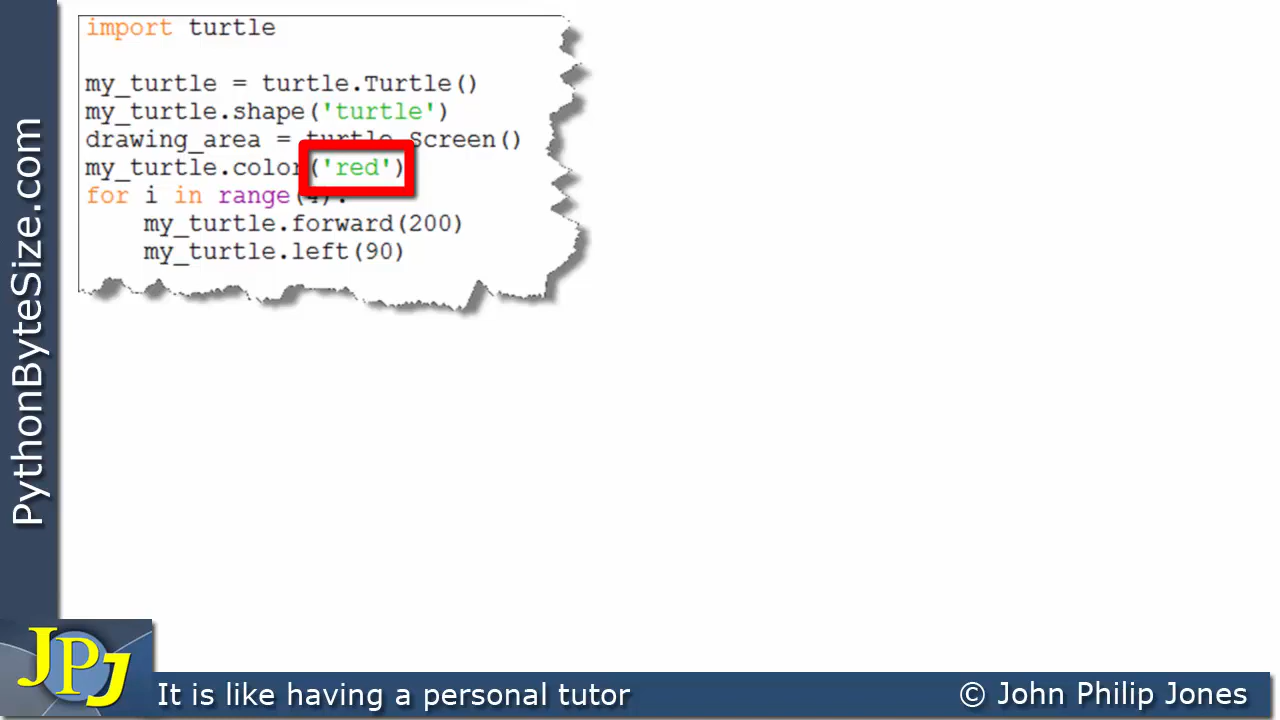 import turtle
my_turtle = turtle.Turtle()
my_turtle.shape('turtle')
drawing_area = turtle.Screen()
my_turtle.color('red')
for i in range(4):
my_turtle.forward(200)
my_turtle.left(90)
PythonByteSize.com
JPJ
It is like having a personal tutor
© John Philip Jones